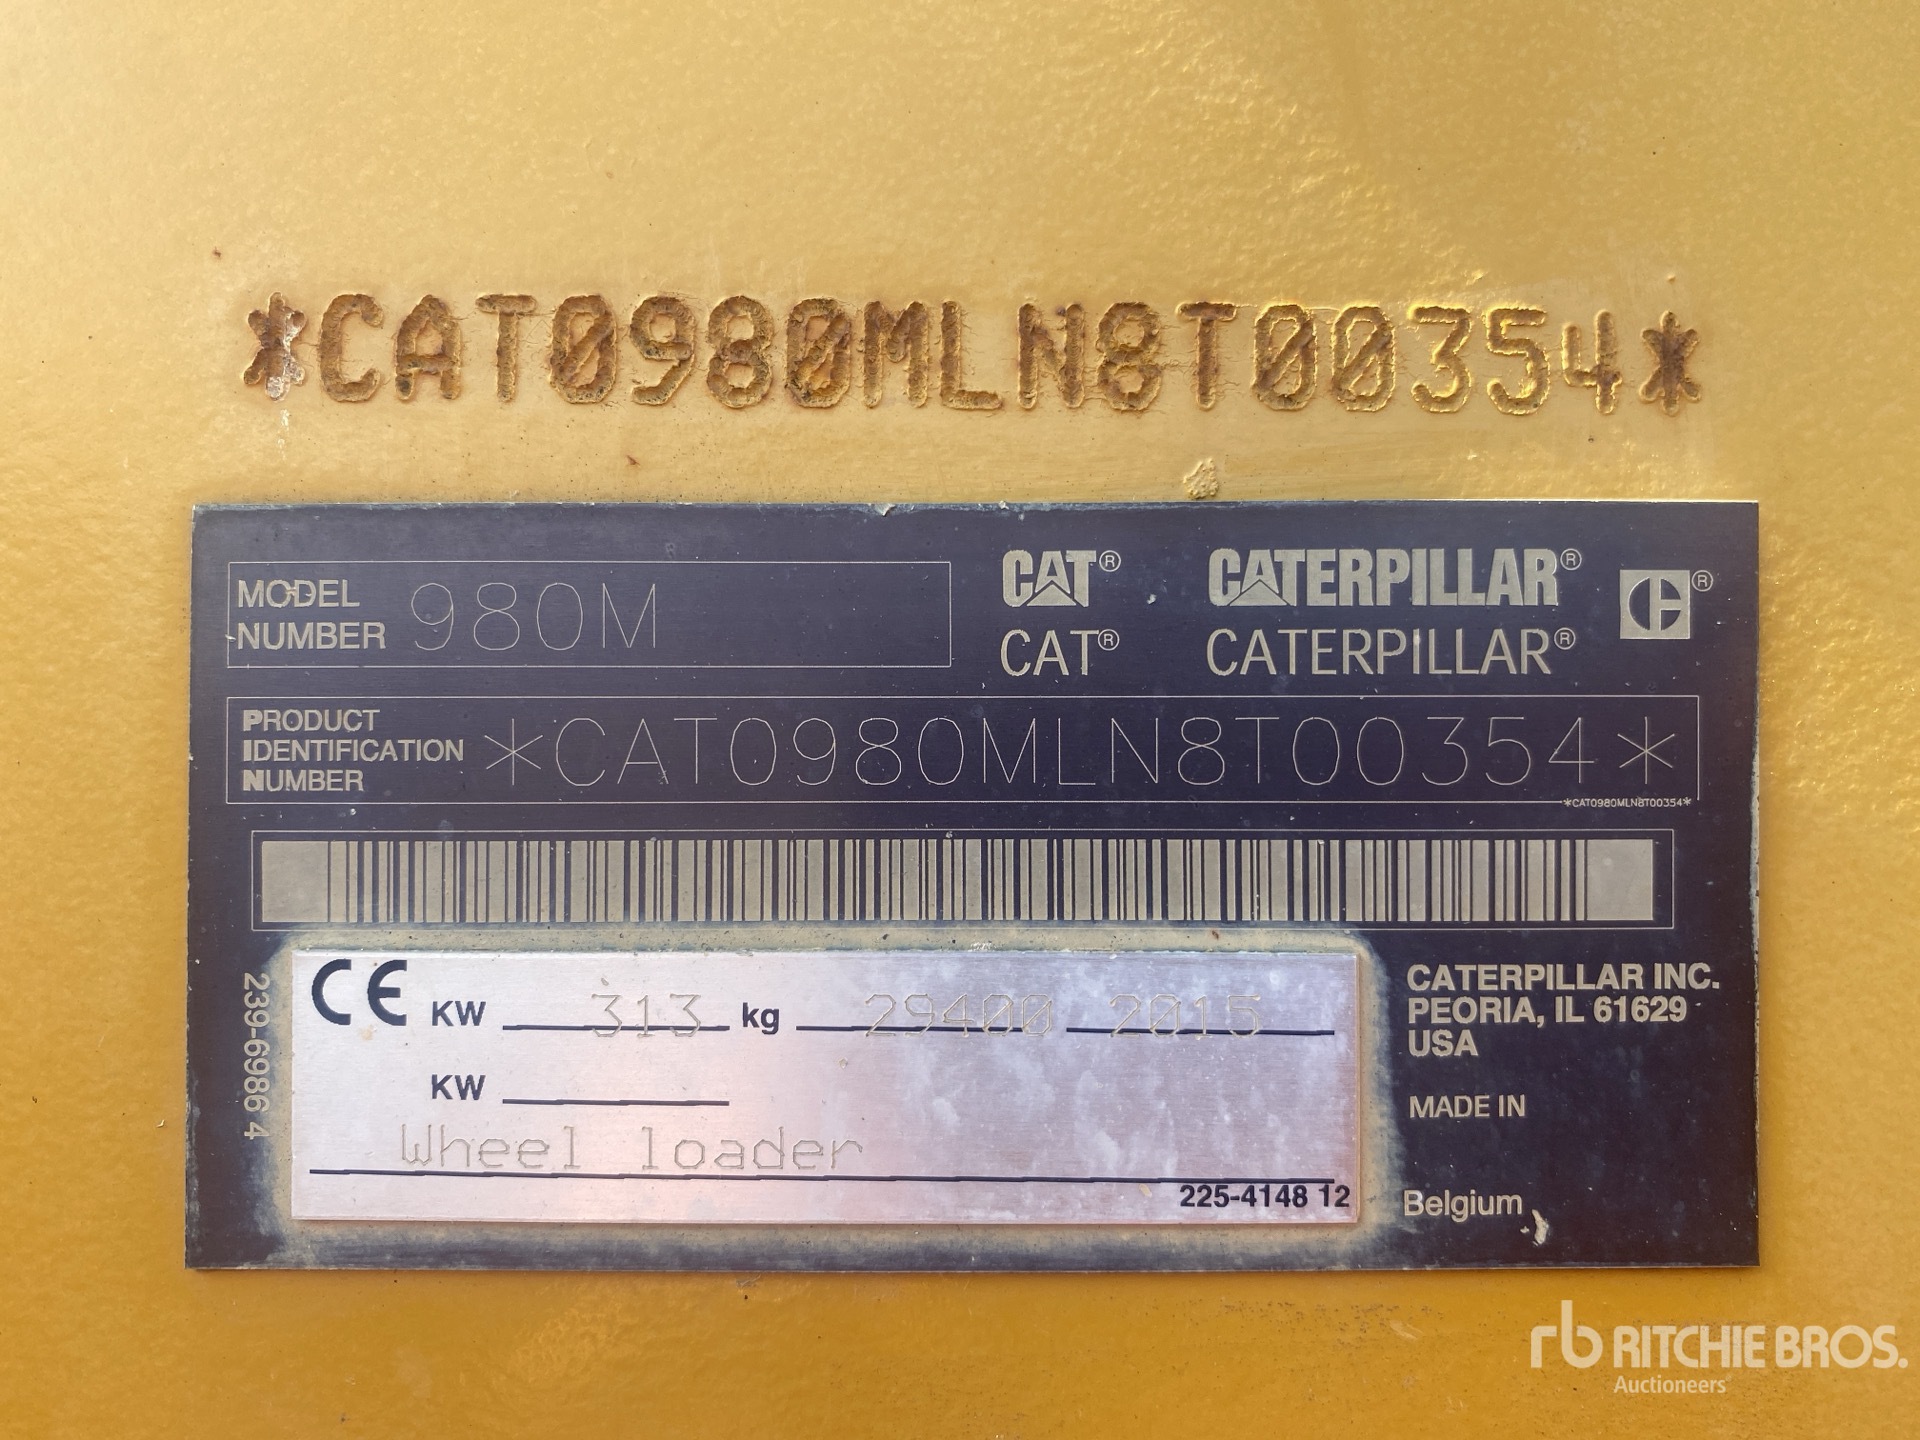 *CAT0980MLN8T00354*
MODEL NUMBER 980M
CAT® CATERPILLAR®
CAT® CATERPILLAR®
C®
PRODUCT IDENTIFICATION NUMBER *CAT0980MLN8T00354*
*CAT0980MLN8T00354*
239-6986 4
CE KW 313 kg 29400 2015
KW
Wheel loader
225-4148 12
CATERPILLAR INC.
PEORIA, IL 61629
USA
MADE IN
Belgium
rb RITCHIE BROS.
Auctioneers